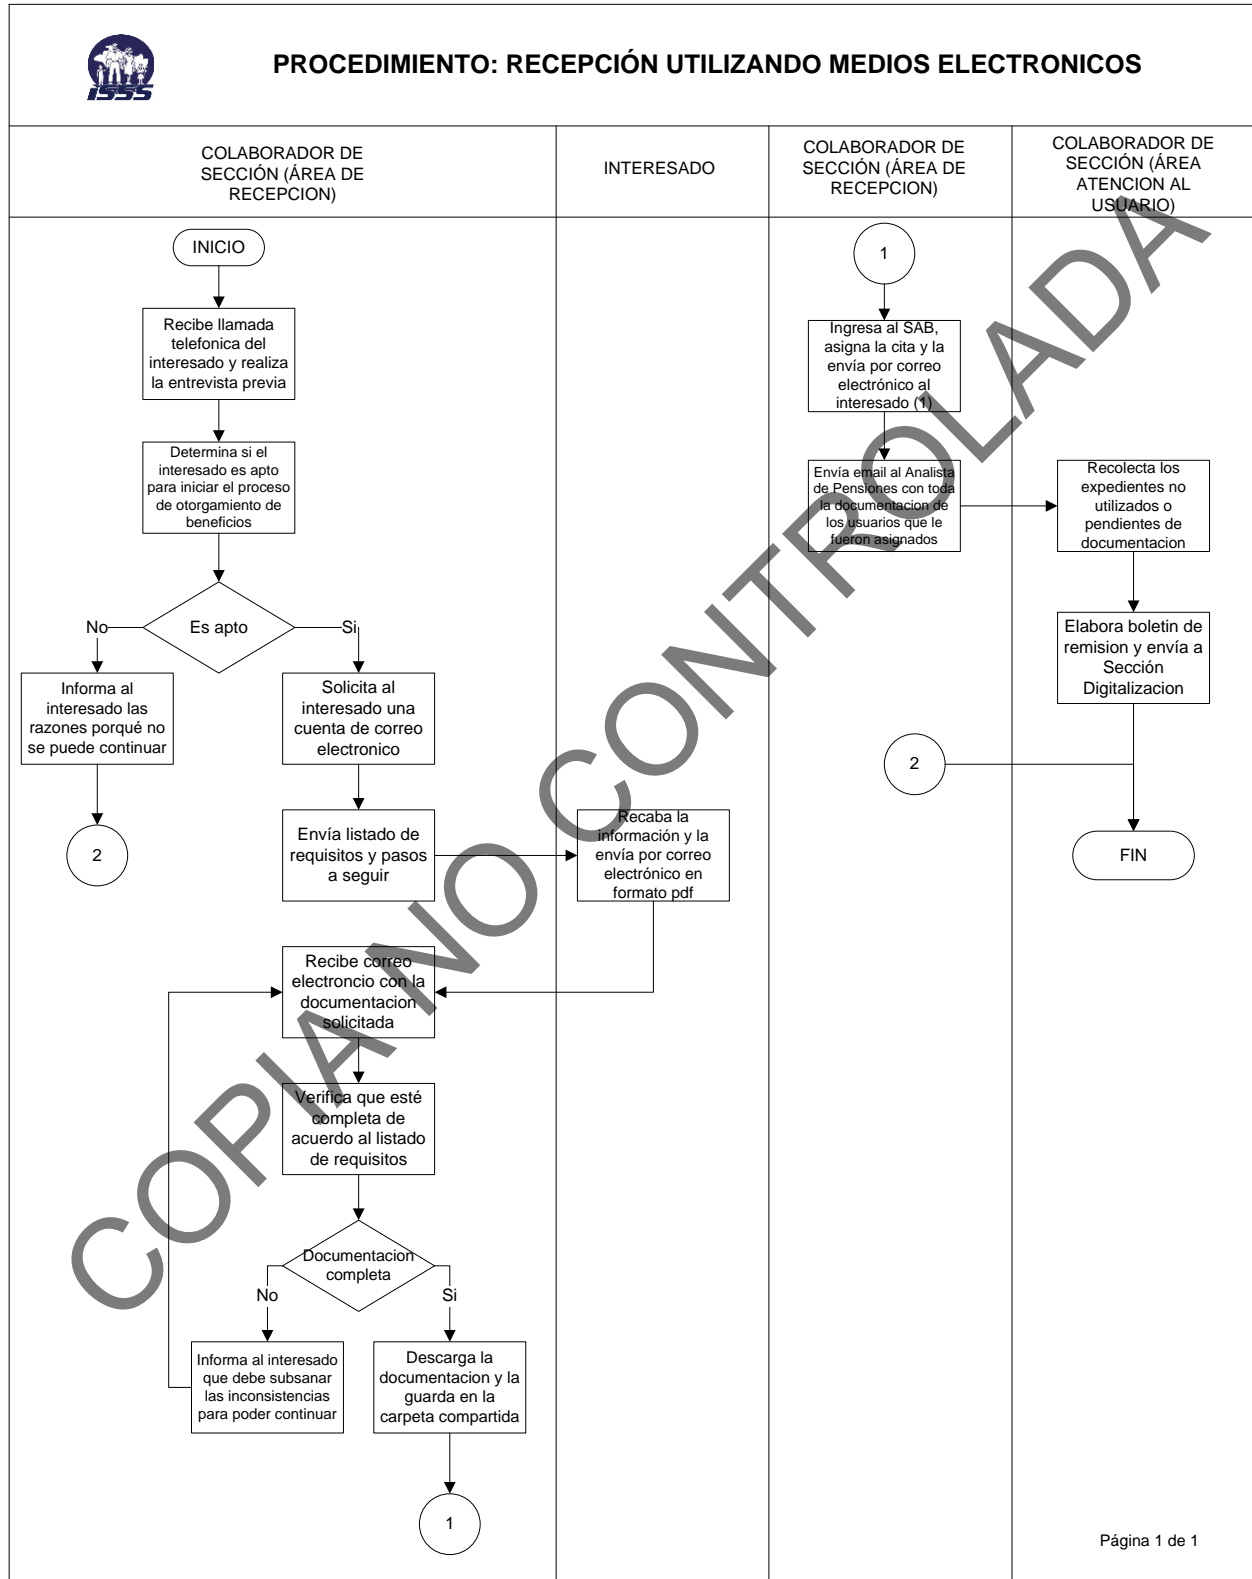 ISSS
PROCEDIMIENTO: RECEPCIÓN UTILIZANDO MEDIOS ELECTRONICOS
COLABORADOR DE
SECCIÓN (ÁREA DE
RECEPCION)
INTERESADO
COLABORADOR DE
SECCIÓN (ÁREA DE
RECEPCION)
COLABORADOR DE
SECCIÓN (ÁREA
ATENCION AL
USUARIO)
INICIO
Recibe llamada
telefonica del
interesado y realiza
la entrevista previa
Determina si el
interesado es apto
para iniciar el proceso
de otorgamiento de
beneficios
Es apto
No
Si
Informa al
interesado las
razones porqué no
se puede continuar
2
Solicita al
interesado una
cuenta de correo
electronico
Envía listado de
requisitos y pasos
a seguir
Recaba la
información y la
envía por correo
electrónico en
formato pdf
Recibe correo
electroncio con la
documentacion
solicitada
Verifica que esté
completa de
acuerdo al listado
de requisitos
Documentacion
completa
No
Si
Informa al interesado
que debe subsanar
las inconsistencias
para poder continuar
Descarga la
documentacion y la
guarda en la
carpeta compartida
1
1
Ingresa al SAB,
asigna la cita y la
envía por correo
electrónico al
interesado (1)
Envía email al Analista
de Pensiones con toda
la documentacion de
los usuarios que le
fueron asignados
Recolecta los
expedientes no
utilizados o
pendientes de
documentacion
Elabora boletin de
remision y envía a
Sección
Digitalizacion
2
FIN
COPIA NO CONTROLADA
Página 1 de 1